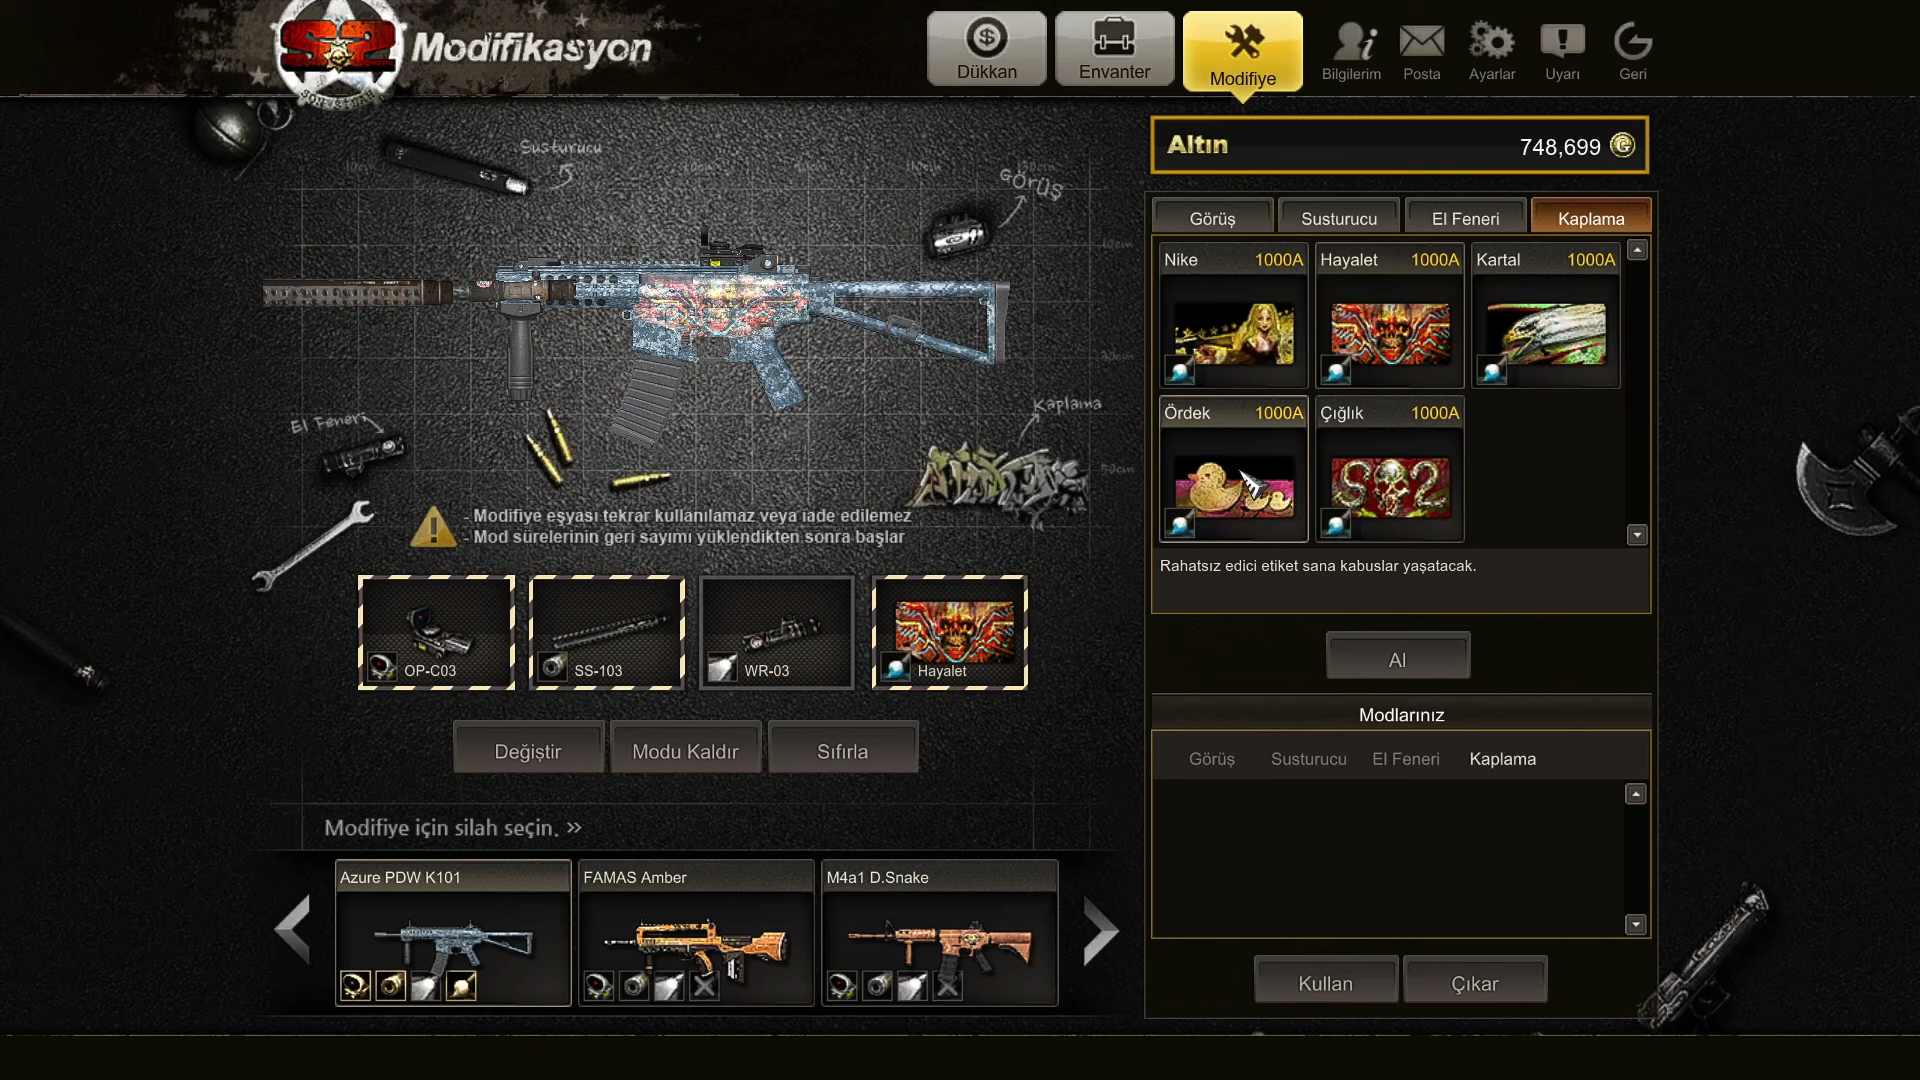 S2 Modifikasyon
Dükkan
Envanter
Modifiye
Bilgilerim
Posta
Ayarlar
Uyarı
Geri
Altın
748,699
Susturucu
GÖRÜŞ
El Feneri
Kaplama
Görüş
Susturucu
El Feneri
Kaplama
Nike 1000A
Hayalet 1000A
Kartal 1000A
Ördek 1000A
Çığlık 1000A
Rahatsız edici etiket sana kabuslar yaşatacak.
Al
- Modifiye eşyası tekrar kullanılamaz veya iade edilemez
- Mod sürelerinin geri sayımı yüklendikten sonra başlar
OP-C03
SS-103
WR-03
Hayalet
Değiştir
Modu Kaldır
Sıfırla
Modlarınız
Görüş
Susturucu
El Feneri
Kaplama
Modifiye için silah seçin. »
Azure PDW K101
FAMAS Amber
M4a1 D.Snake
Kullan
Çıkar